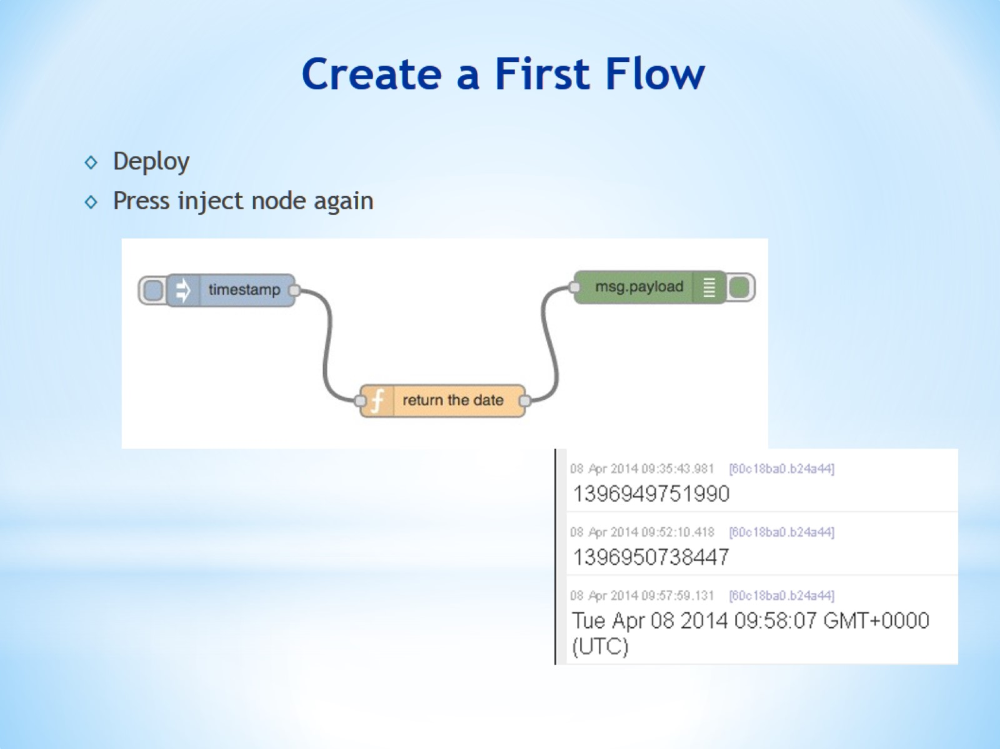 Create a First Flow
Deploy
Press inject node again
timestamp
msg.payload
return the date
08 Apr 2014 09:35:43.981 [60c18ba0.b24a44]
1396949751990
08 Apr 2014 09:52:10.418 [60c18ba0.b24a44]
1396950738447
08 Apr 2014 09:57:59.131 [60c18ba0.b24a44]
Tue Apr 08 2014 09:58:07 GMT+0000
(UTC)